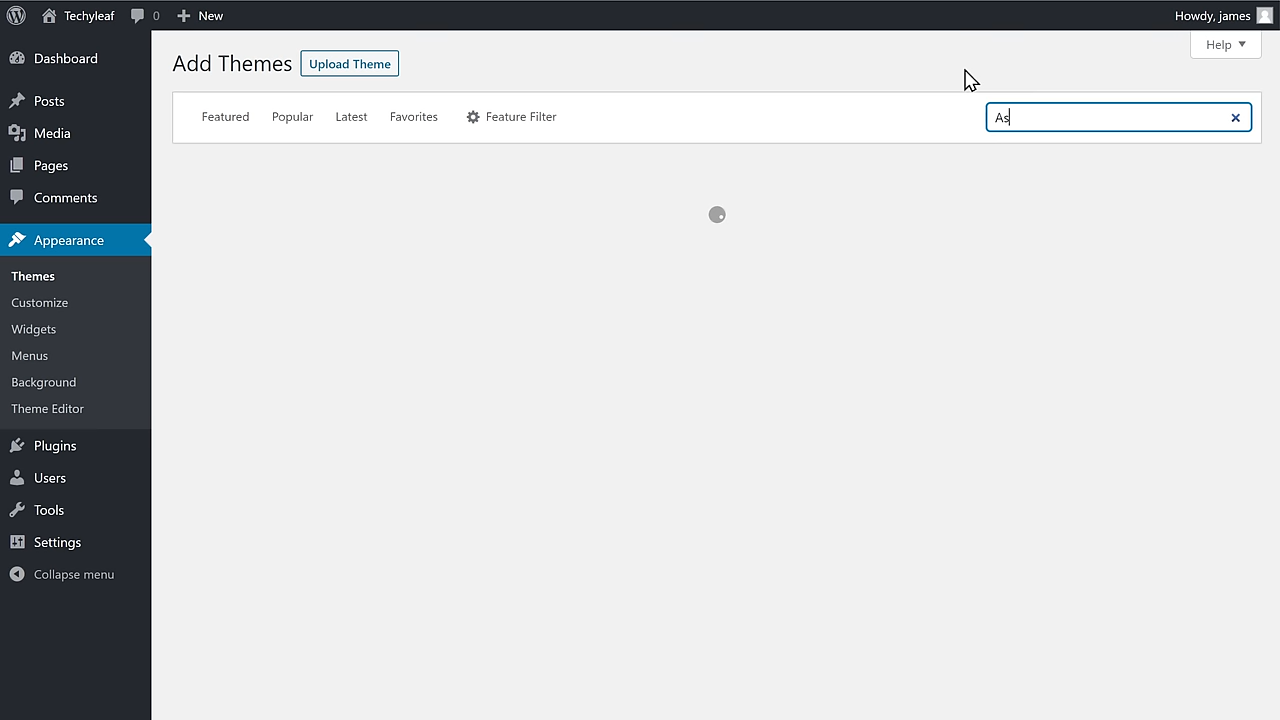 Techyleaf 0 New Howdy, james
Help
Add Themes Upload Theme
Featured Popular Latest Favorites Feature Filter As
Dashboard
Posts
Media
Pages
Comments
Appearance
Themes
Customize
Widgets
Menus
Background
Theme Editor
Plugins
Users
Tools
Settings
Collapse menu